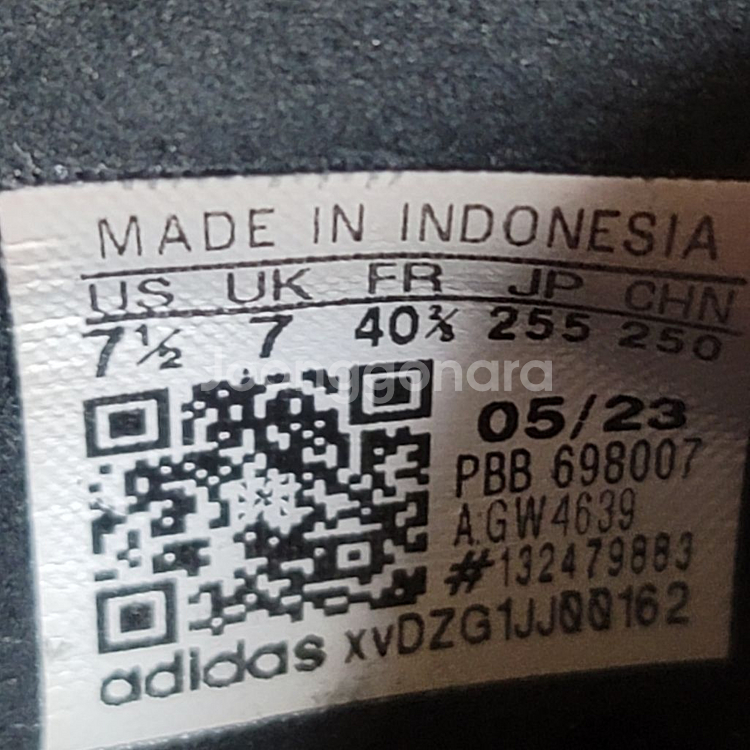 MADE IN INDONESIA
US UK FR JP CHN
7½ 7 40⅔ 255 250
Joonggonara
05/23
PBB 698007
A:GW4639
#132479883
xvDZG1JJ00162
adidas